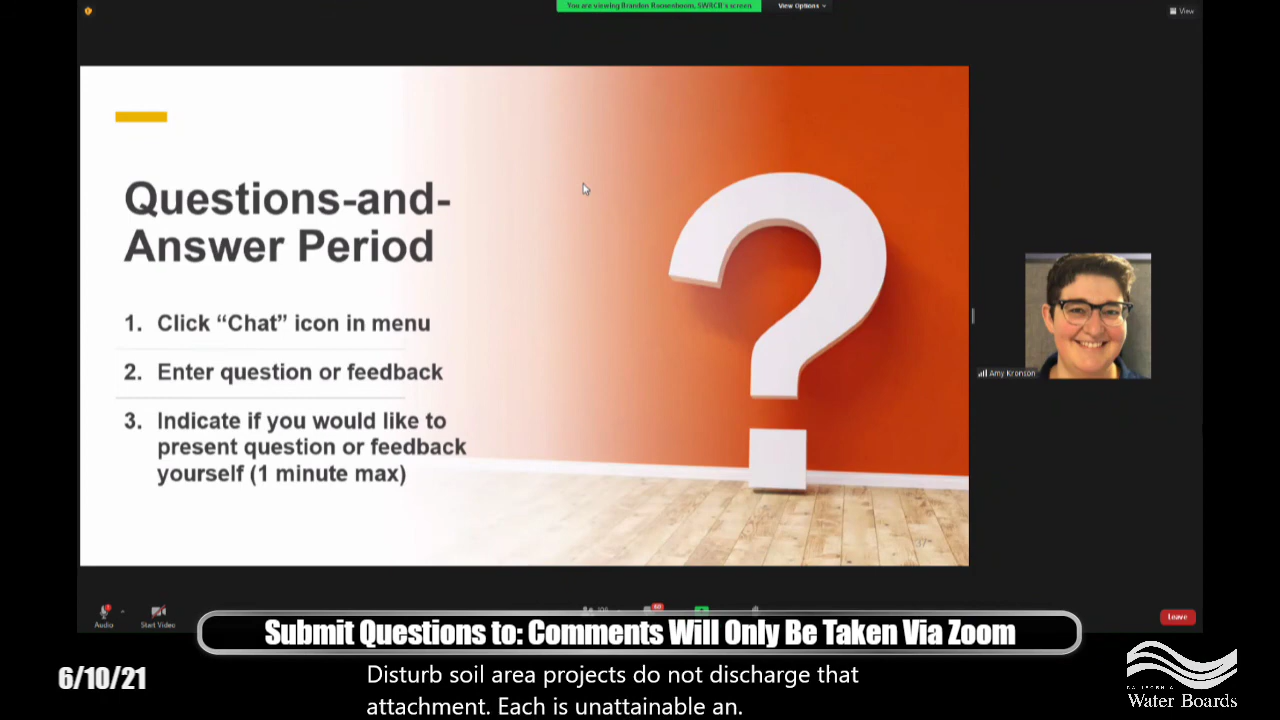 You are viewing Brandon Roosenboom, SWRCB's screen
View Options
View
Questions-and-
Answer Period
1. Click “Chat” icon in menu
2. Enter question or feedback
3. Indicate if you would like to
present question or feedback
yourself (1 minute max)
37
Amy Kronson
Audio
Start Video
Leave
Submit Questions to: Comments Will Only Be Taken Via Zoom
6/10/21
Disturb soil area projects do not discharge that
attachment. Each is unattainable an.
CALIFORNIA
Water Boards